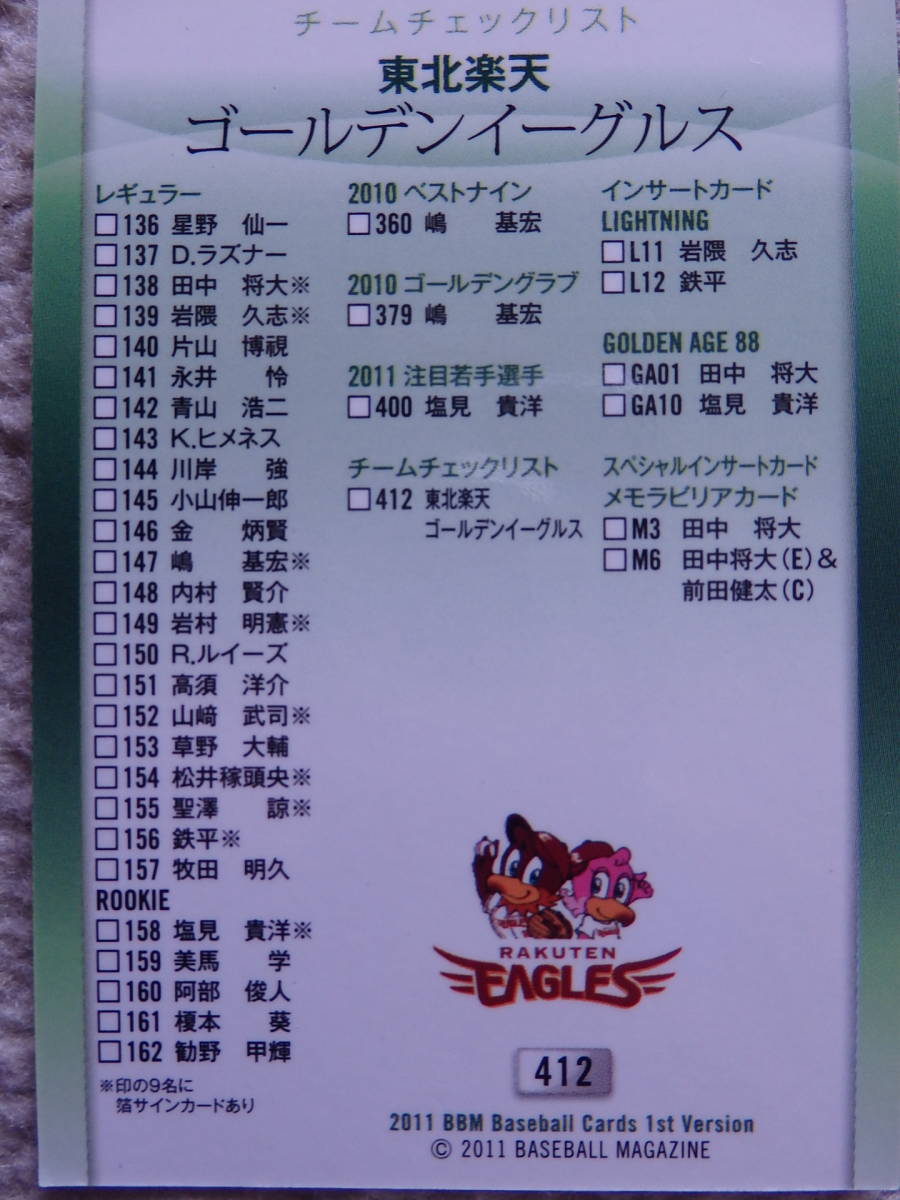 チームチェックリスト
東北楽天
ゴールデンイーグルス
レギュラー
□136 星野 仙一
□137 D.ラズナー
□138 田中 将大※
□139 岩隈 久志※
□140 片山 博視
□141 永井 怜
□142 青山 浩二
□143 K.ヒメネス
□144 川岸 強
□145 小山伸一郎
□146 金 炳賢
□147 嶋 基宏※
□148 内村 賢介
□149 岩村 明憲※
□150 R.ルイーズ
□151 高須 洋介
□152 山﨑 武司※
□153 草野 大輔
□154 松井稼頭央※
□155 聖澤 諒※
□156 鉄平※
□157 牧田 明久
ROOKIE
□158 塩見 貴洋※
□159 美馬 学
□160 阿部 俊人
□161 榎本 葵
□162 勧野 甲輝
※印の9名に
箔サインカードあり
2010 ベストナイン
□360 嶋 基宏
2010 ゴールデングラブ
□379 嶋 基宏
2011 注目若手選手
□400 塩見 貴洋
チームチェックリスト
□412 東北楽天
ゴールデンイーグルス
インサートカード
LIGHTNING
□L11 岩隈 久志
□L12 鉄平
GOLDEN AGE 88
□GA01 田中 将大
□GA10 塩見 貴洋
スペシャルインサートカード
メモラビリアカード
□M3 田中 将大
□M6 田中将大(E)&
前田健太(C)
RAKUTEN
EAGLES
412
2011 BBM Baseball Cards 1st Version
© 2011 BASEBALL MAGAZINE